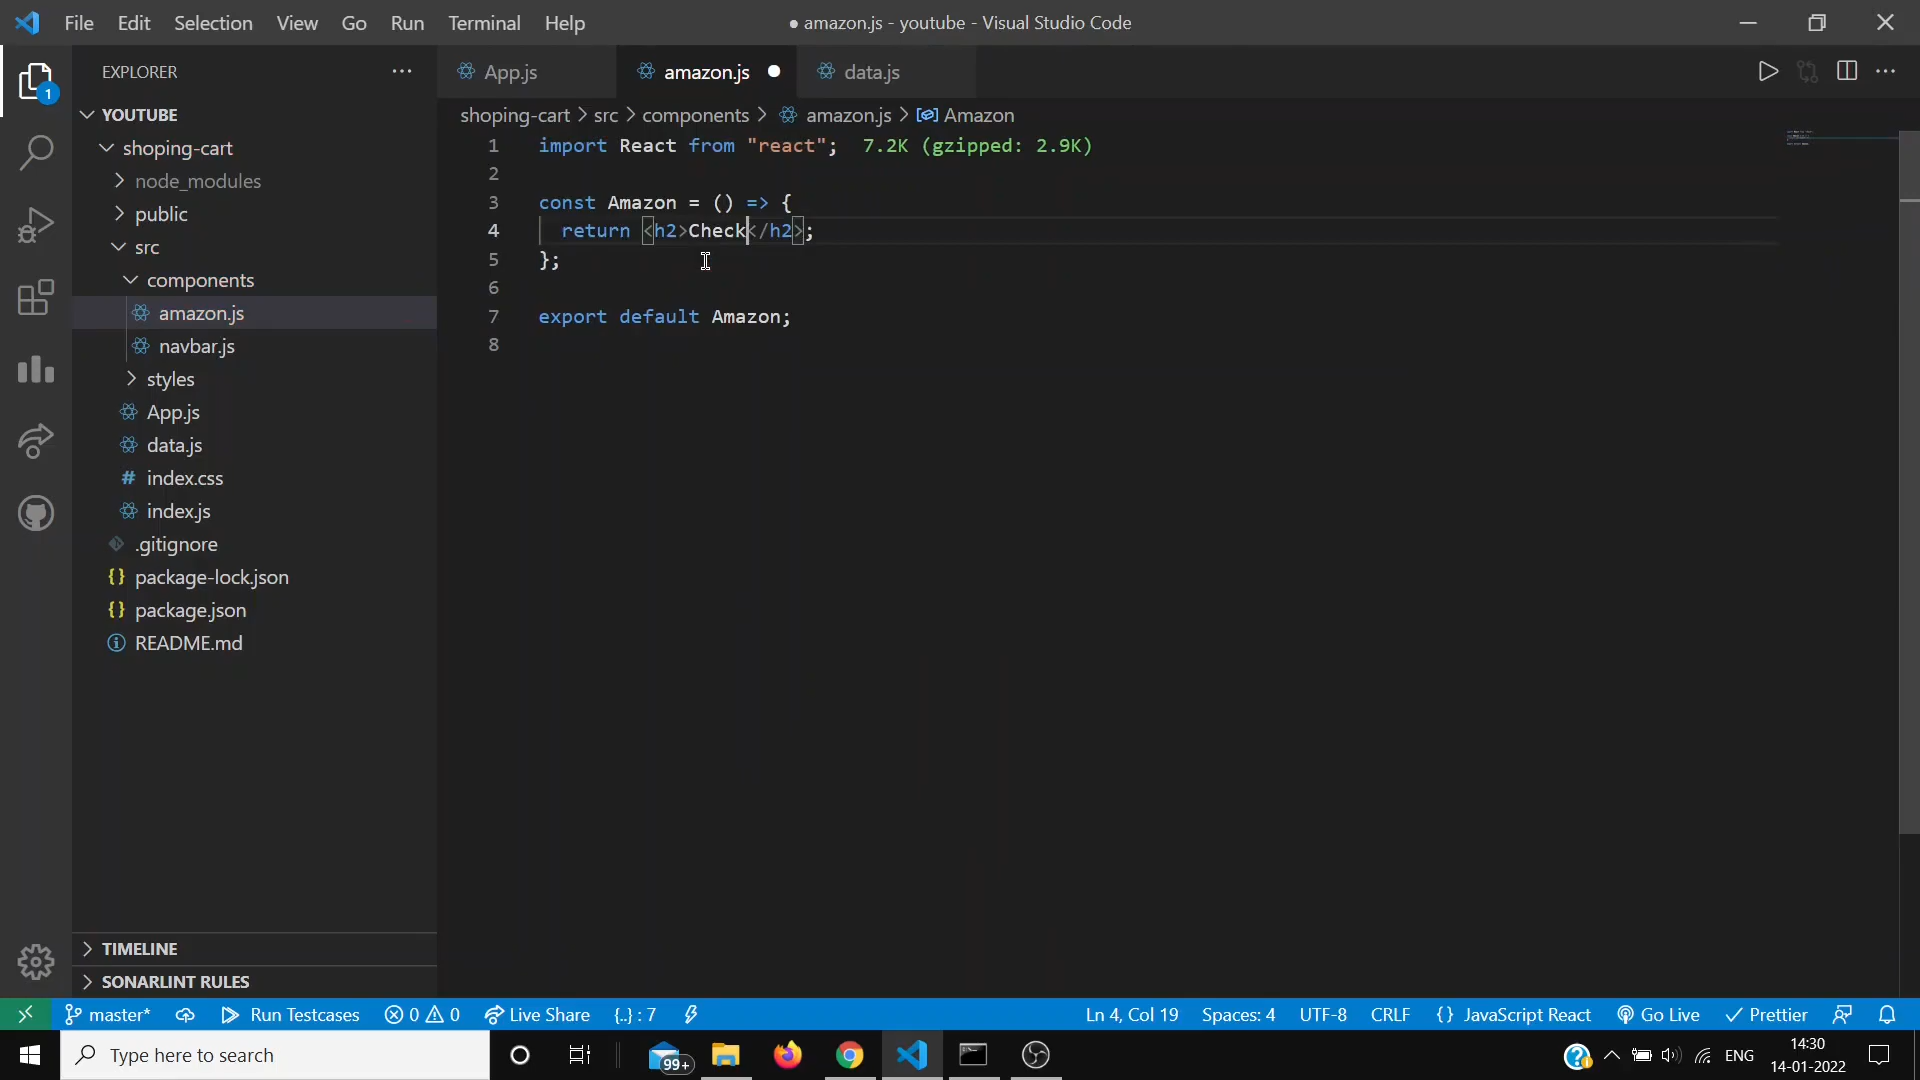 File Edit Selection View Go Run Terminal Help
● amazon.js - youtube - Visual Studio Code
EXPLORER
1
YOUTUBE
shoping-cart
node_modules
public
src
components
amazon.js
navbar.js
styles
App.js
data.js
# index.css
index.js
.gitignore
{} package-lock.json
{} package.json
README.md
TIMELINE
SONARLINT RULES
App.js amazon.js ● data.js
shoping-cart > src > components > amazon.js > Amazon
1 import React from "react"; 7.2K (gzipped: 2.9K)
2
3 const Amazon = () => {
4 return <h2>Check</h2>;
5 };
6
7 export default Amazon;
8
master* Run Testcases 0 0 Live Share {..} : 7 Ln 4, Col 19 Spaces: 4 UTF-8 CRLF {} JavaScript React Go Live Prettier
Type here to search 99+ ENG 14:30
14-01-2022